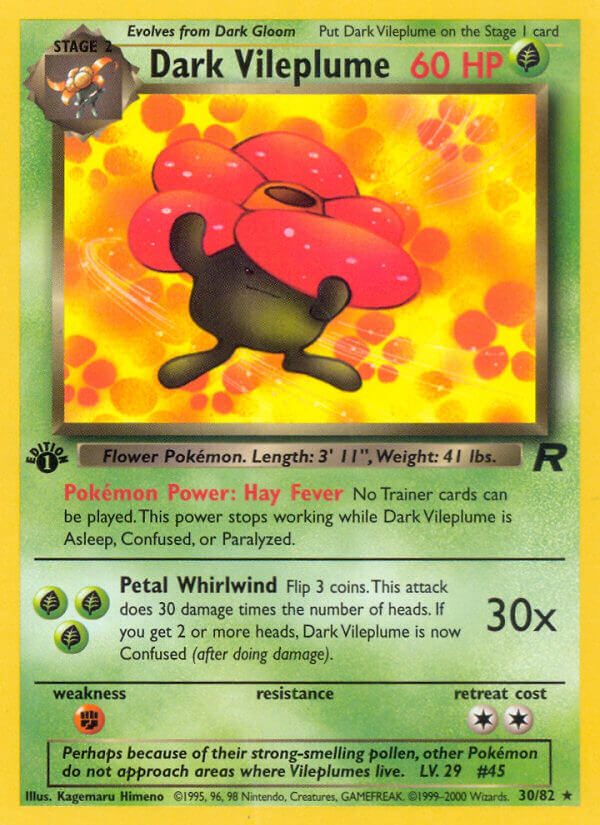 Evolves from Dark Gloom Put Dark Vileplume on the Stage 1 card
STAGE 2
Dark Vileplume 60 HP
EDITION
1
Flower Pokémon. Length: 3' 11", Weight: 41 lbs.
R
Pokémon Power: Hay Fever No Trainer cards can
be played. This power stops working while Dark Vileplume is
Asleep, Confused, or Paralyzed.
Petal Whirlwind Flip 3 coins. This attack
does 30 damage times the number of heads. If
you get 2 or more heads, Dark Vileplume is now
Confused (after doing damage).
30x
weakness resistance retreat cost
Perhaps because of their strong-smelling pollen, other Pokémon
do not approach areas where Vileplumes live. LV. 29 #45
Illus. Kagemaru Himeno ©1995, 96, 98 Nintendo, Creatures, GAMEFREAK. ©1999-2000 Wizards. 30/82 ★